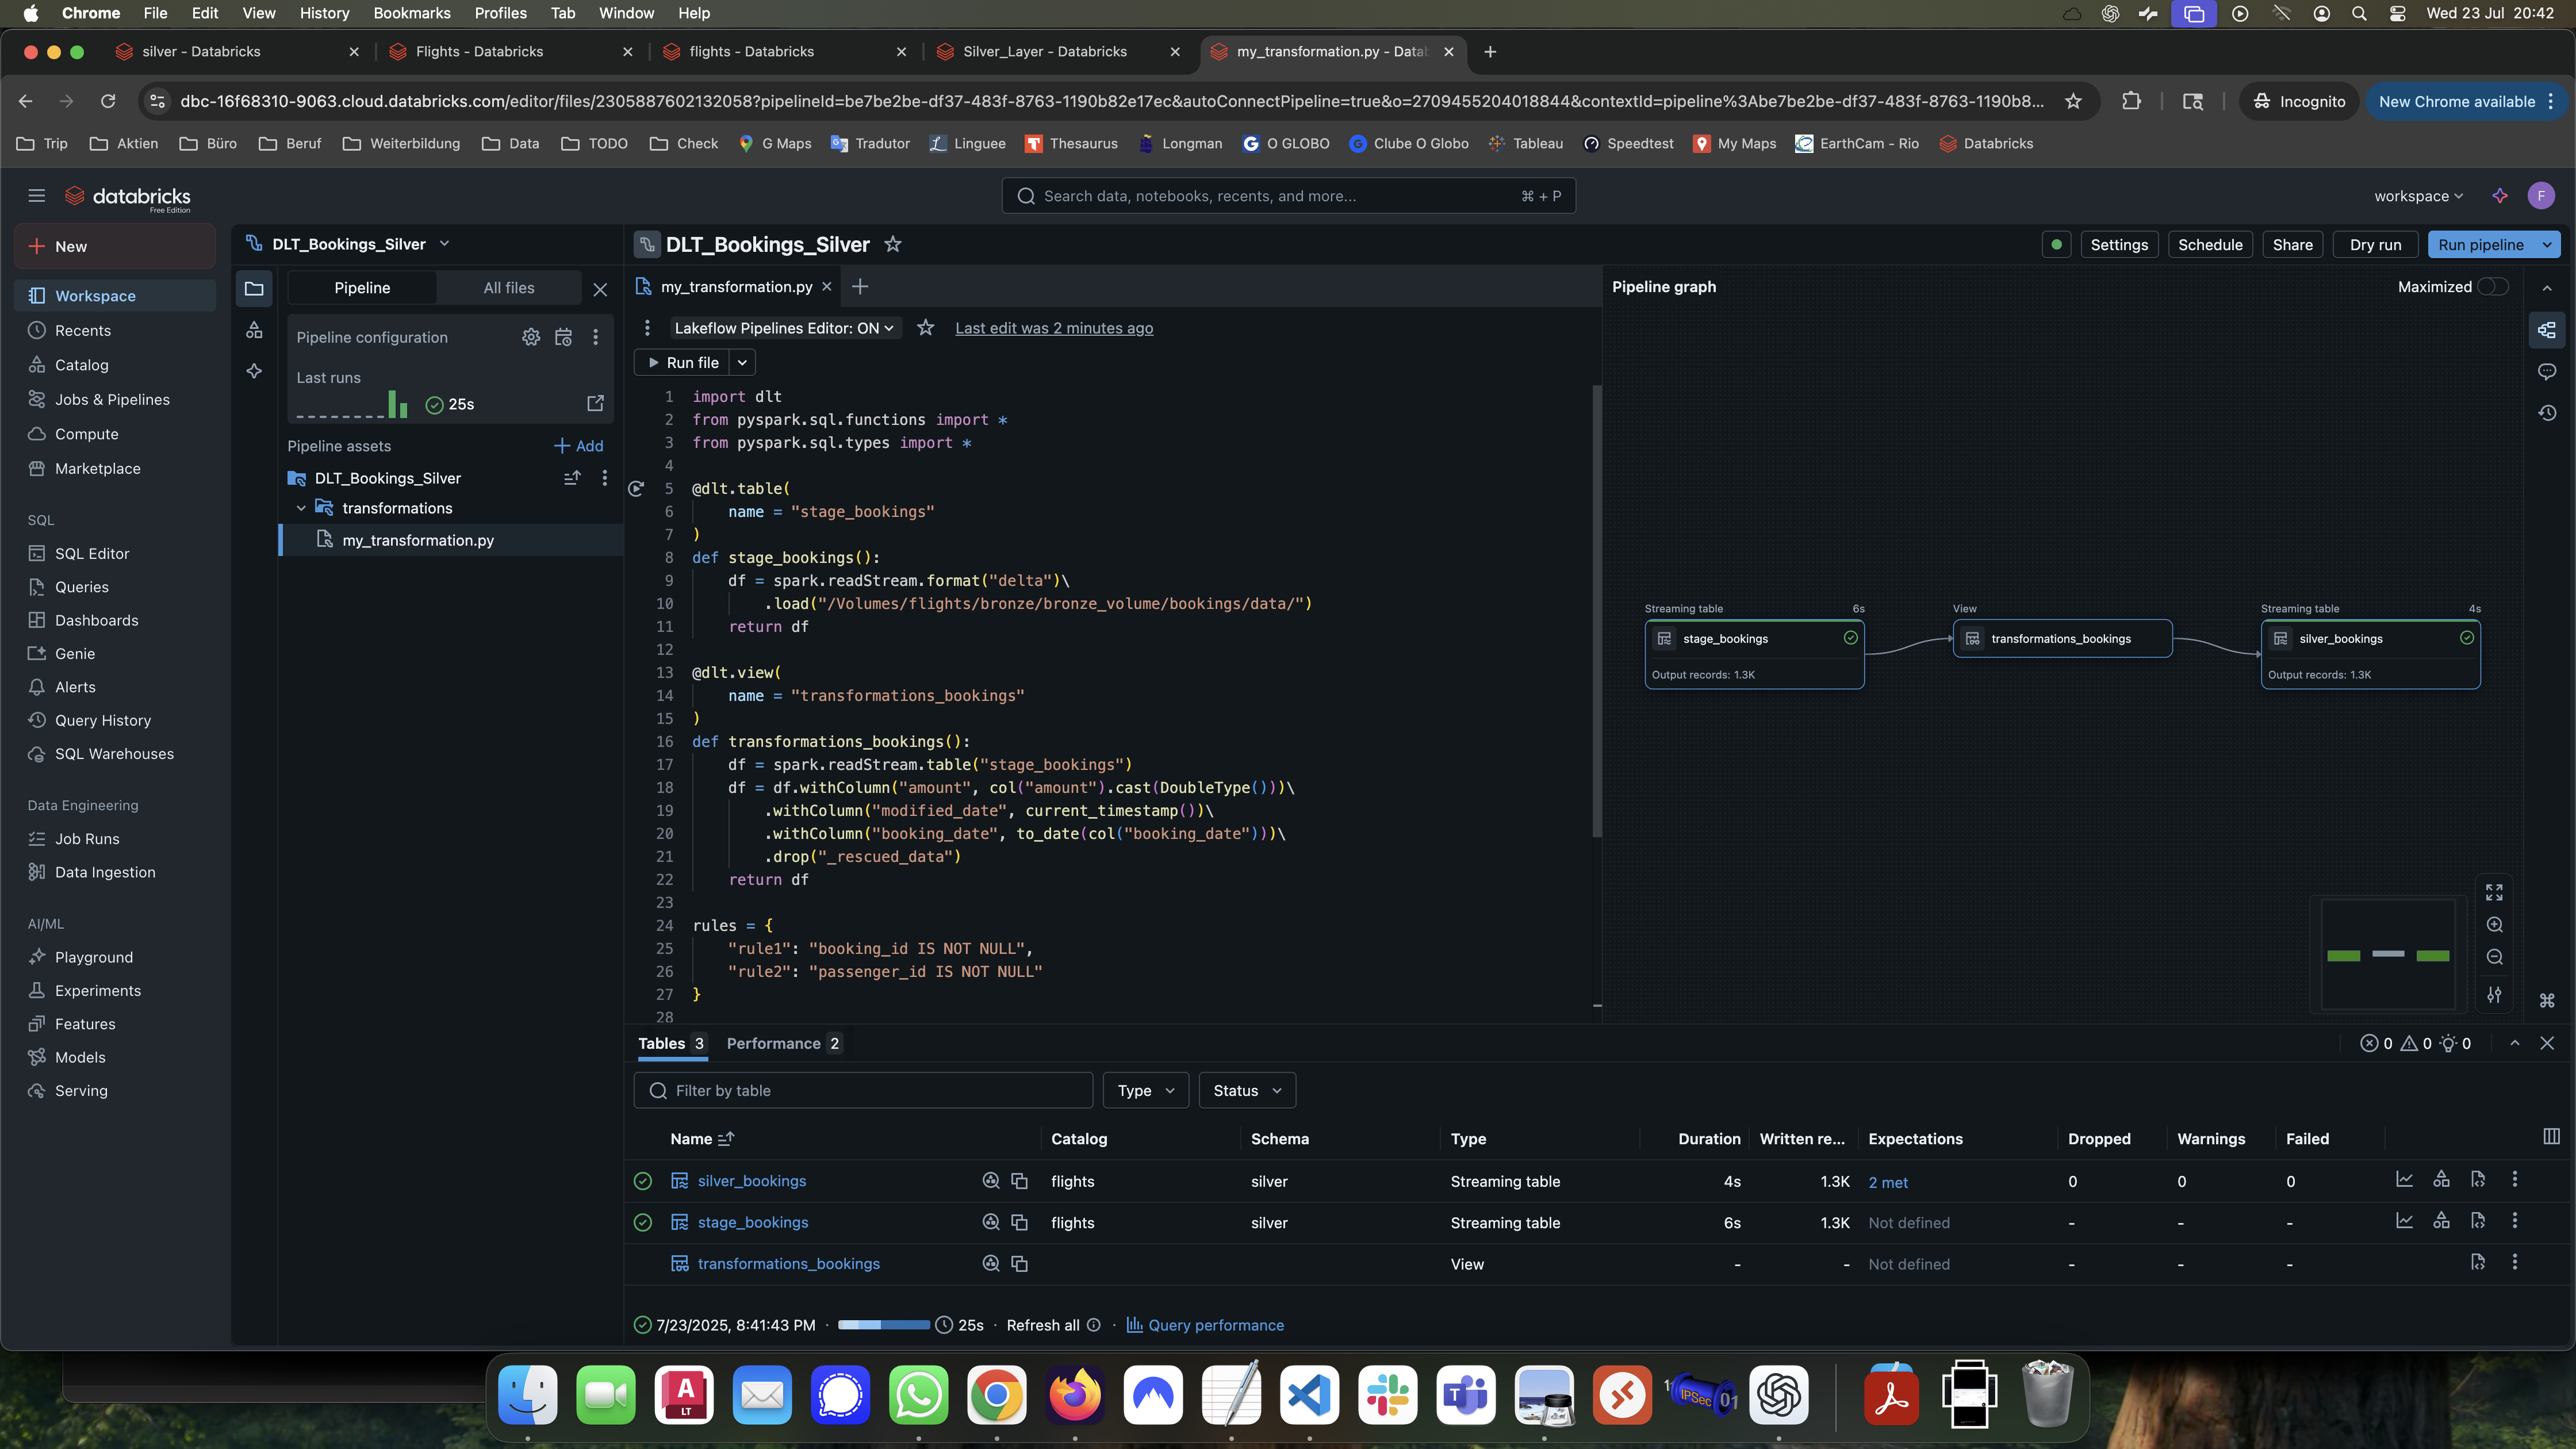 Chrome File Edit View History Bookmarks Profiles Tab Window Help Wed 23 Jul 20:42
silver - Databricks Flights - Databricks flights - Databricks Silver_Layer - Databricks my_transformation.py - Data
dbc-16f68310-9063.cloud.databricks.com/editor/files/2305887602132058?pipelineId=be7be2be-df37-483f-8763-1190b82e17ec&autoConnectPipeline=true&o=2709455204018844&contextId=pipeline%3Abe7be2be-df37-483f-8763-1190b8... Incognito New Chrome available
Trip Aktien Büro Beruf Weiterbildung Data TODO Check G Maps Tradutor Linguee Thesaurus Longman O GLOBO Clube O Globo Tableau Speedtest My Maps EarthCam - Rio Databricks
databricks
Free Edition
Search data, notebooks, recents, and more... ⌘ + P
workspace F
New
Workspace
Recents
Catalog
Jobs & Pipelines
Compute
Marketplace
SQL
SQL Editor
Queries
Dashboards
Genie
Alerts
Query History
SQL Warehouses
Data Engineering
Job Runs
Data Ingestion
AI/ML
Playground
Experiments
Features
Models
Serving
DLT_Bookings_Silver
Pipeline All files
Pipeline configuration
Last runs
25s
Pipeline assets + Add
DLT_Bookings_Silver
transformations
my_transformation.py
DLT_Bookings_Silver Settings Schedule Share Dry run Run pipeline
my_transformation.py
Lakeflow Pipelines Editor: ON Last edit was 2 minutes ago
Run file
1 import dlt
2 from pyspark.sql.functions import *
3 from pyspark.sql.types import *
4
5 @dlt.table(
6 name = "stage_bookings"
7 )
8 def stage_bookings():
9 df = spark.readStream.format("delta")\
10 .load("/Volumes/flights/bronze/bronze_volume/bookings/data/")
11 return df
12
13 @dlt.view(
14 name = "transformations_bookings"
15 )
16 def transformations_bookings():
17 df = spark.readStream.table("stage_bookings")
18 df = df.withColumn("amount", col("amount").cast(DoubleType()))\
19 .withColumn("modified_date", current_timestamp())\
20 .withColumn("booking_date", to_date(col("booking_date")))\
21 .drop("_rescued_data")
22 return df
23
24 rules = {
25 "rule1": "booking_id IS NOT NULL",
26 "rule2": "passenger_id IS NOT NULL"
27 }
28
Pipeline graph Maximized
Streaming table 6s View Streaming table 4s
stage_bookings transformations_bookings silver_bookings
Output records: 1.3K Output records: 1.3K
Tables 3 Performance 2 0 0 0
Filter by table Type Status
Name Catalog Schema Type Duration Written re... Expectations Dropped Warnings Failed
silver_bookings flights silver Streaming table 4s 1.3K 2 met 0 0 0
stage_bookings flights silver Streaming table 6s 1.3K Not defined - - -
transformations_bookings View - - Not defined - - -
7/23/2025, 8:41:43 PM · 25s · Refresh all · Query performance
A
LT
IPSec 01